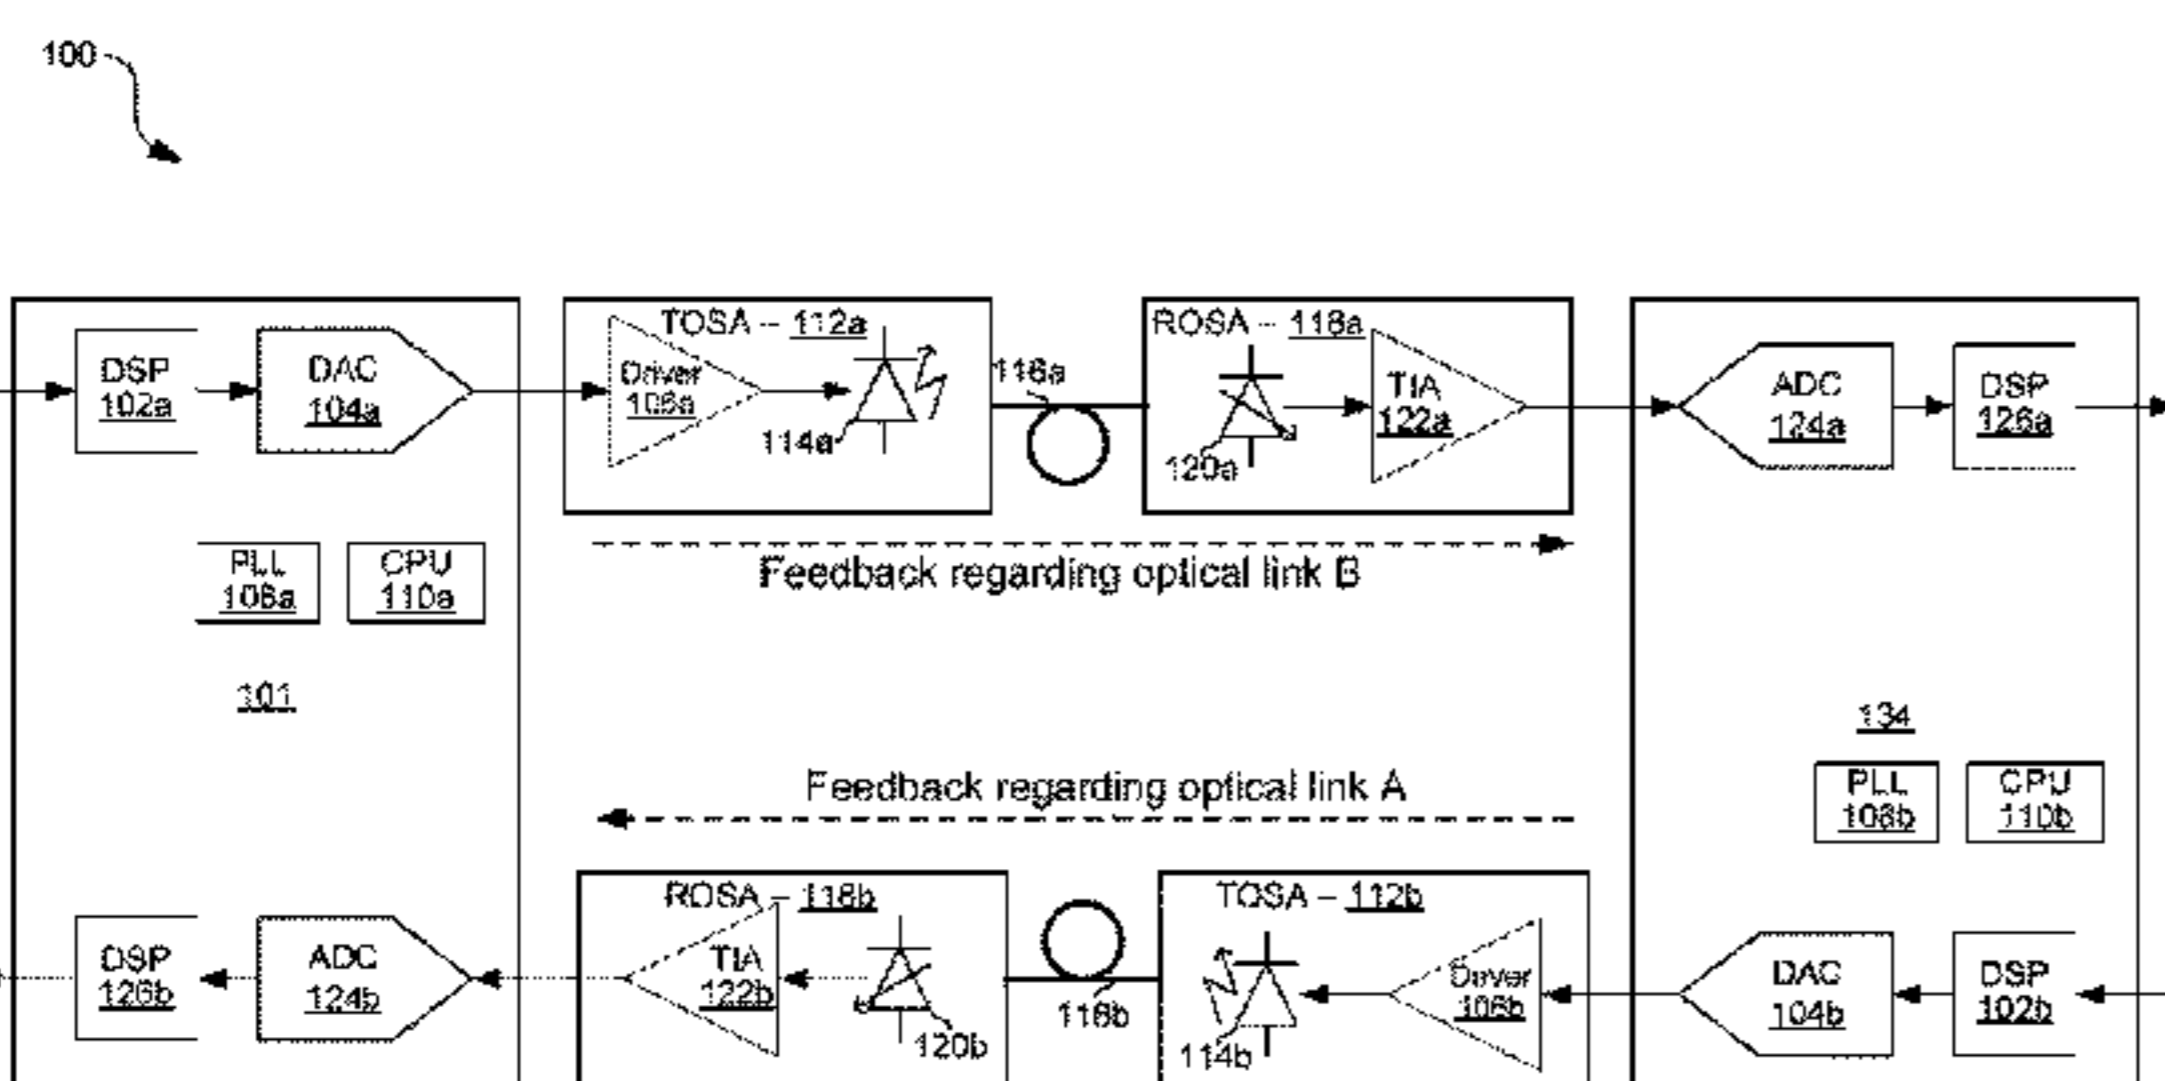 100
TOSA – 112a
ROSA – 118a
DSP
102a
DAC
104a
Driver
106a
114a
116a
120a
TIA
122a
ADC
124a
DSP
126a
PLL
108a
CPU
110a
Feedback regarding optical link B
101
134
Feedback regarding optical link A
PLL
108b
CPU
110b
ROSA – 118b
TOSA – 112b
DSP
126b
ADC
124b
TIA
122b
120b
116b
114b
Driver
106b
DAC
104b
DSP
102b